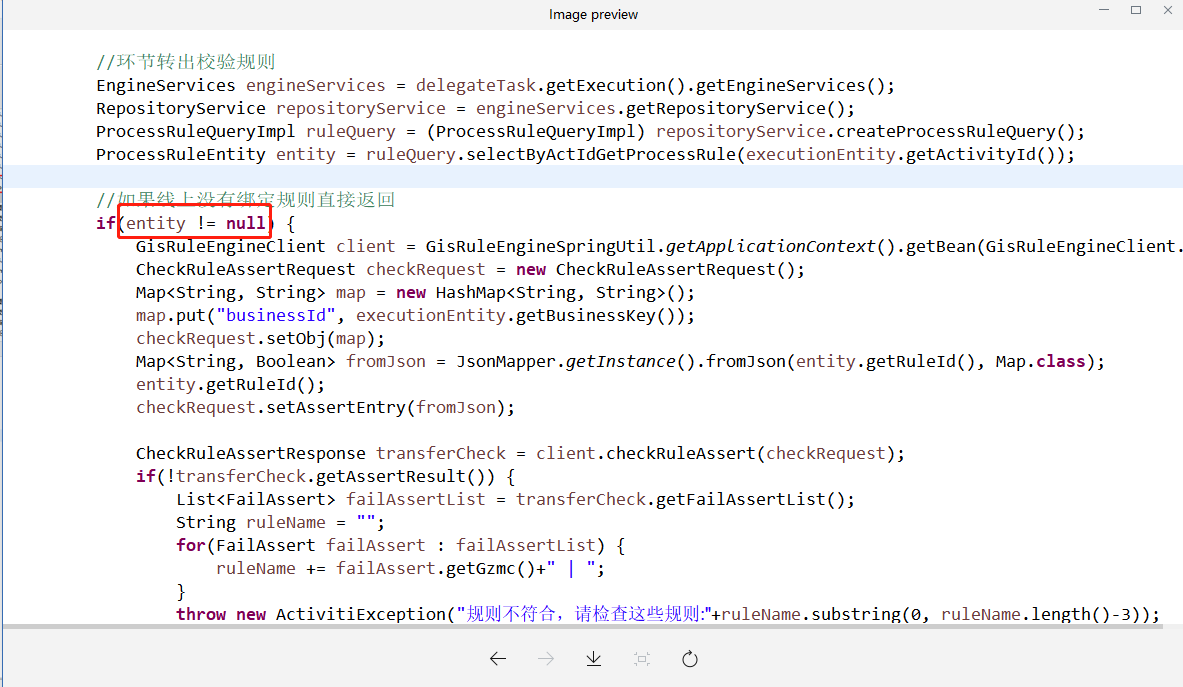 Image preview
//环节转出校验规则
EngineServices engineServices = delegateTask.getExecution().getEngineServices();
RepositoryService repositoryService = engineServices.getRepositoryService();
ProcessRuleQueryImpl ruleQuery = (ProcessRuleQueryImpl) repositoryService.createProcessRuleQuery();
ProcessRuleEntity entity = ruleQuery.selectByActIdGetProcessRule(executionEntity.getActivityId());
//如果线上没有绑定规则直接返回
if(entity != null) {
GisRuleEngineClient client = GisRuleEngineSpringUtil.getApplicationContext().getBean(GisRuleEngineClient.
CheckRuleAssertRequest checkRequest = new CheckRuleAssertRequest();
Map<String, String> map = new HashMap<String, String>();
map.put("businessId", executionEntity.getBusinessKey());
checkRequest.setObj(map);
Map<String, Boolean> fromJson = JsonMapper.getInstance().fromJson(entity.getRuleId(), Map.class);
entity.getRuleId();
checkRequest.setAssertEntry(fromJson);
CheckRuleAssertResponse transferCheck = client.checkRuleAssert(checkRequest);
if(!transferCheck.getAssertResult()) {
List<FailAssert> failAssertList = transferCheck.getFailAssertList();
String ruleName = "";
for(FailAssert failAssert : failAssertList) {
ruleName += failAssert.getGzmc()+" | ";
}
throw new ActivitiException("规则不符合，请检查这些规则:"+ruleName.substring(0, ruleName.length()-3));